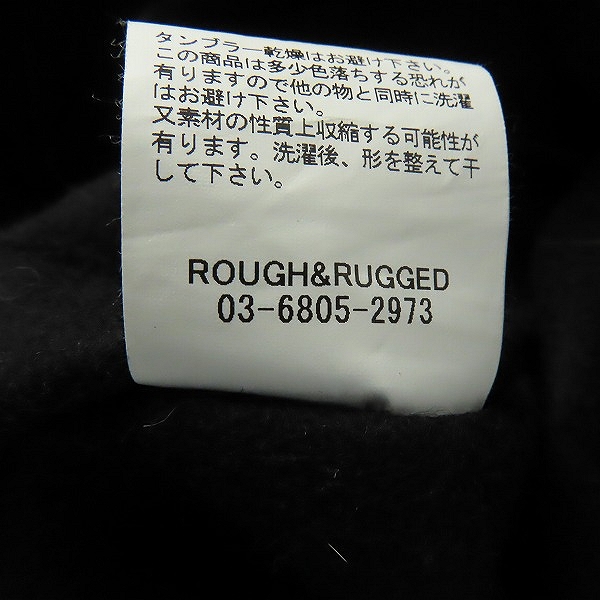 タンブラー乾燥はお避け下さい。
この商品は多少色落ちする恐れが
有りますので他の物と同時に洗濯
はお避け下さい。
又素材の性質上収縮する可能性が
有ります。洗濯後、形を整えて干
して下さい。
ROUGH&RUGGED
03-6805-2973